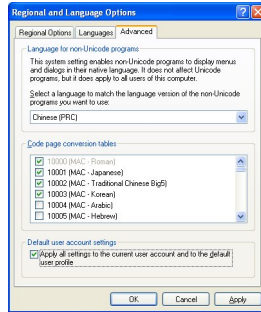 Regional and Language Options
Regional Options
Languages
Advanced
Language for non-Unicode programs
This system setting enables non-Unicode programs to display menus
and dialogs in their native language. It does not affect Unicode
programs, but it does apply to all users of this computer.
Select a language to match the language version of the non-Unicode
programs you want to use:
Chinese (PRC)
Code page conversion tables
10000 (MAC - Roman)
10001 (MAC - Japanese)
10002 (MAC - Traditional Chinese Big5)
10003 (MAC - Korean)
10004 (MAC - Arabic)
10005 (MAC - Hebrew)
Default user account settings
Apply all settings to the current user account and to the default
user profile
OK
Cancel
Apply